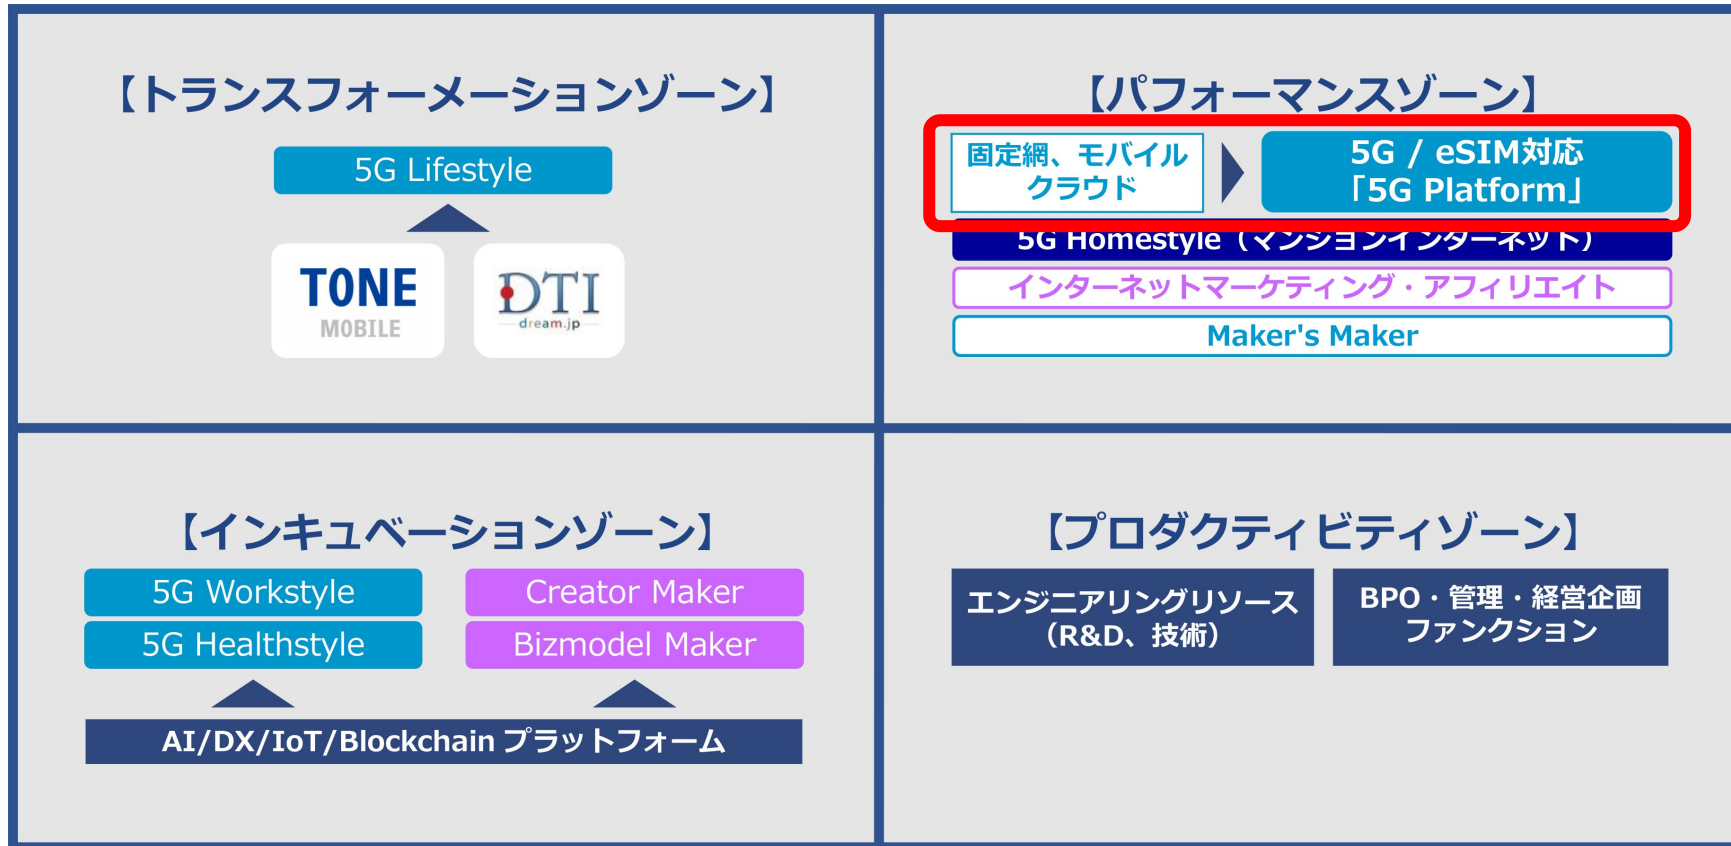 【トランスフォーメーションゾーン】
5G Lifestyle
TONE
MOBILE
DTI
dream.jp
【パフォーマンスゾーン】
固定網、モバイル
クラウド
5G / eSIM対応
「5G Platform」
5G Homestyle（マンションインターネット）
インターネットマーケティング・アフィリエイト
Maker's Maker
【インキュベーションゾーン】
5G Workstyle
Creator Maker
5G Healthstyle
Bizmodel Maker
AI/DX/IoT/Blockchain プラットフォーム
【プロダクティビティゾーン】
エンジニアリングリソース
（R&D、技術）
BPO・管理・経営企画
ファンクション